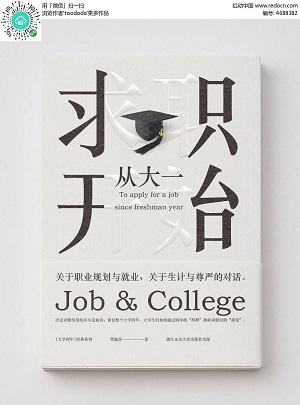 用「微信」扫一扫
浏览作者'toododo'更多作品
红动中国 www.redocn.com
编号: 4688382
求职
开始
从大一
To apply for a job
since freshman year
关于职业规划与就业、关于生计与尊严的对话。
Job & College